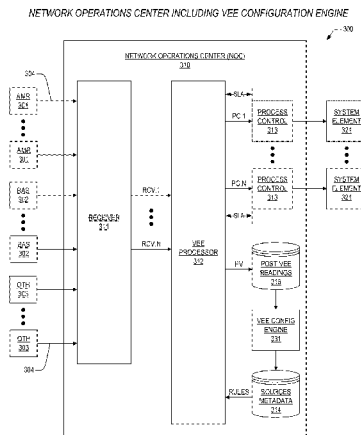 NETWORK OPERATIONS CENTER INCLUDING VEE CONFIGURATION ENGINE
300
NETWORK OPERATIONS CENTER (NOC)
310
304
AMR
301
AMR
301
BAS
302
BAS
302
OTH
303
OTH
303
304
RECEIVER
311
RCV.1
RCV.N
VEE
PROCESSOR
312
SLA
PC.1
PROCESS
CONTROL
313
SYSTEM
ELEMENT
321
PC.N
PROCESS
CONTROL
313
SYSTEM
ELEMENT
321
SLA
PV
POST VEE
READINGS
VEE CONFIG
ENGINE
331
RULES
SOURCES
METADATA
314